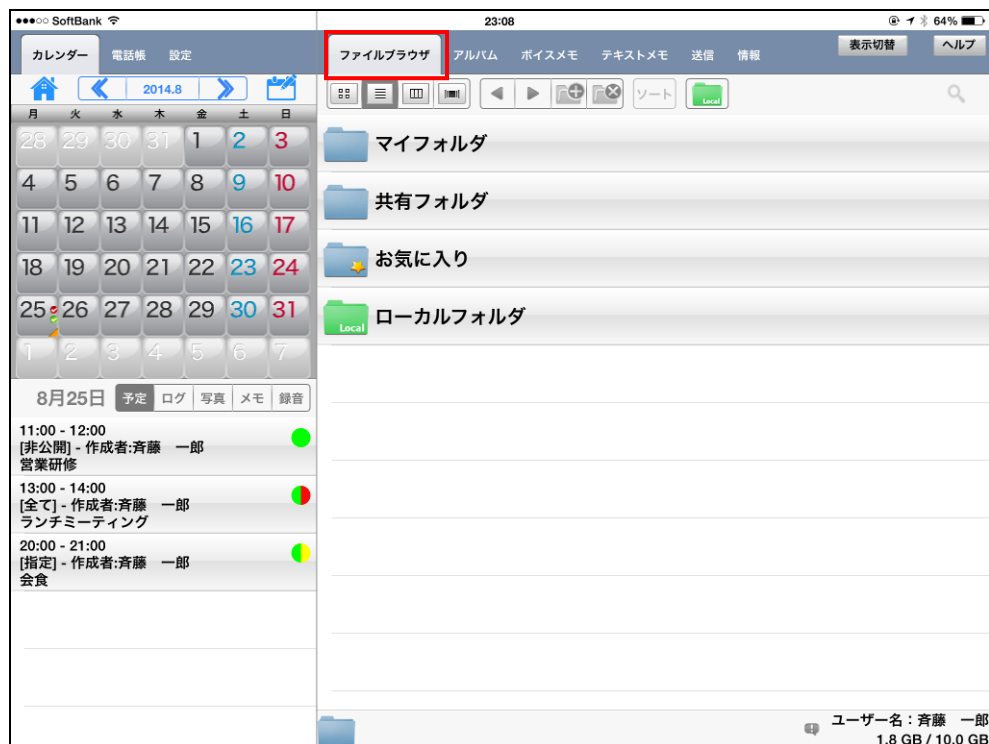 SoftBank
23:08
64%
カレンダー 電話帳 設定
ファイルブラウザ アルバム ボイスメモ テキストメモ 送信 情報
表示切替 ヘルプ
2014.8
ソート
Local
月 火 水 木 金 土 日
28 29 30 31 1 2 3
4 5 6 7 8 9 10
11 12 13 14 15 16 17
18 19 20 21 22 23 24
25 26 27 28 29 30 31
1 2 3 4 5 6 7
8月25日 予定 ログ 写真 メモ 録音
11:00 - 12:00
[非公開] - 作成者:斉藤　一郎
営業研修
13:00 - 14:00
[全て] - 作成者:斉藤　一郎
ランチミーティング
20:00 - 21:00
[指定] - 作成者:斉藤　一郎
会食
マイフォルダ
共有フォルダ
お気に入り
Local
ローカルフォルダ
ユーザー名：斉藤　一郎
1.8 GB / 10.0 GB